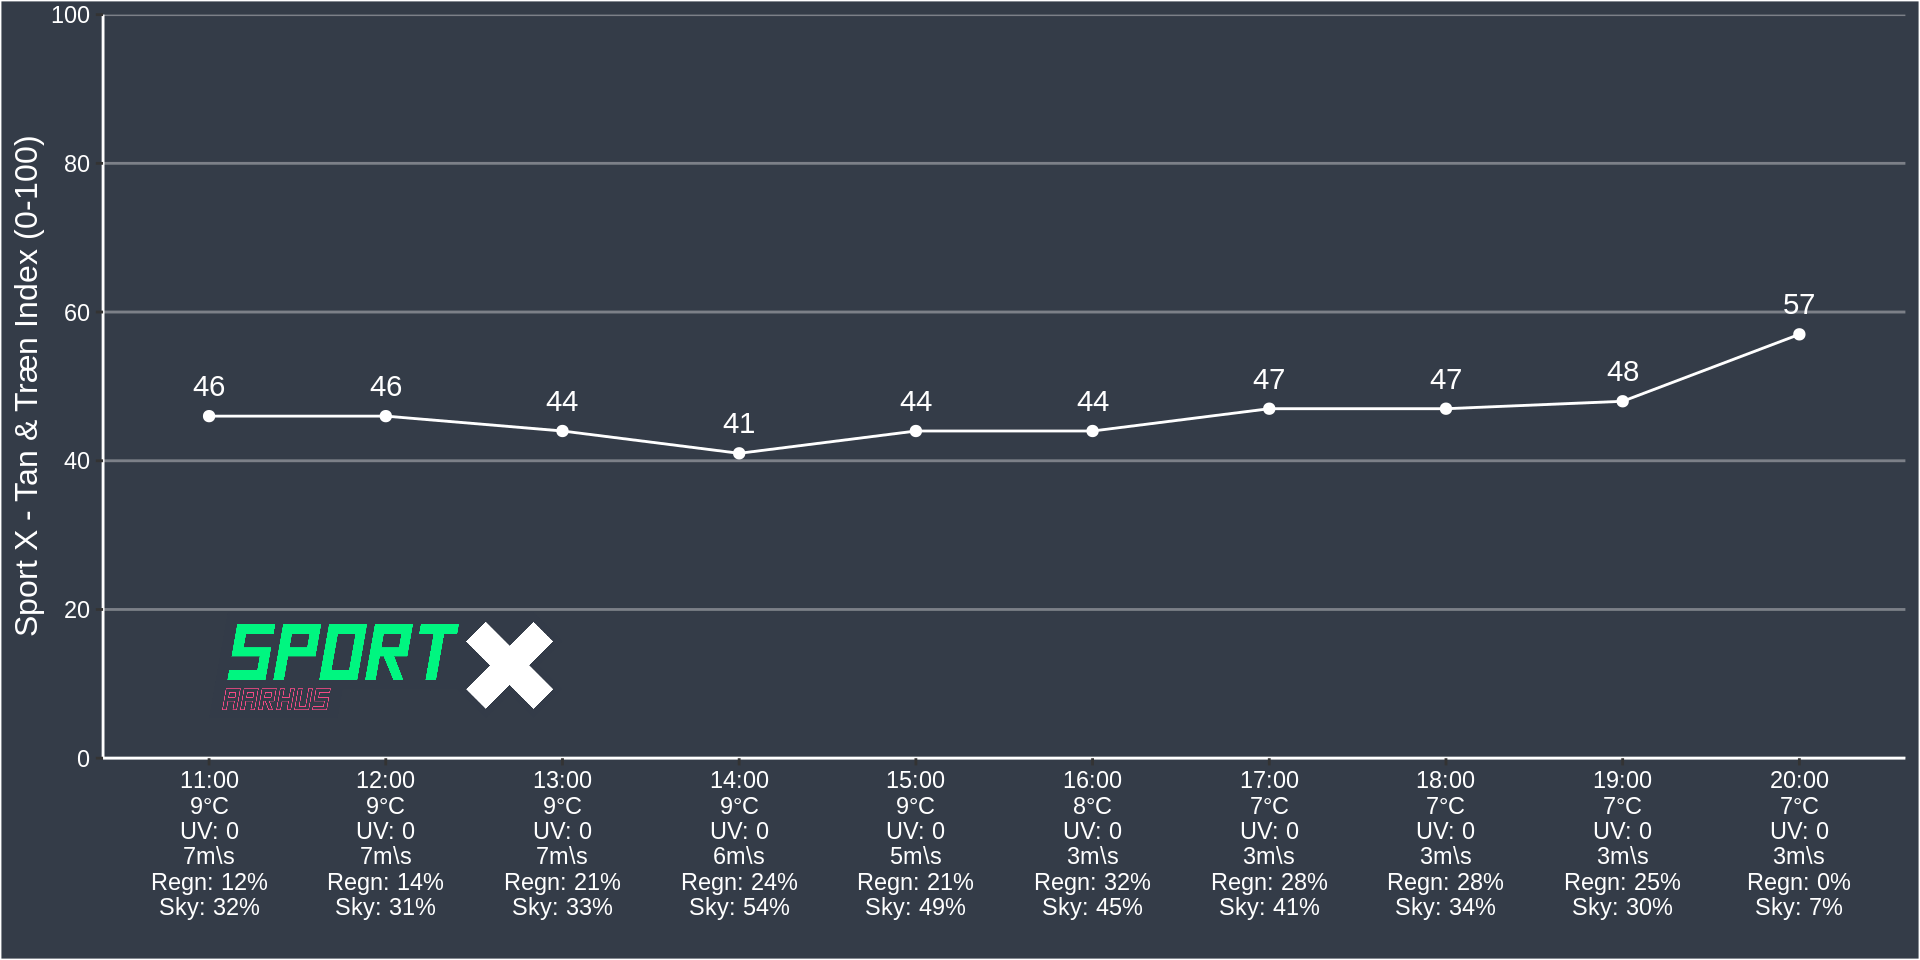 Sport X - Tan & Træn Index (0-100)
100
80
60
40
20
0
46
46
44
41
44
44
47
47
48
57
SPORT X
AARHUS
11:00 12:00 13:00 14:00 15:00 16:00 17:00 18:00 19:00 20:00
9°C 9°C 9°C 9°C 9°C 8°C 7°C 7°C 7°C 7°C
UV: 0 UV: 0 UV: 0 UV: 0 UV: 0 UV: 0 UV: 0 UV: 0 UV: 0 UV: 0
7m\s 7m\s 7m\s 6m\s 5m\s 3m\s 3m\s 3m\s 3m\s 3m\s
Regn: 12% Regn: 14% Regn: 21% Regn: 24% Regn: 21% Regn: 32% Regn: 28% Regn: 28% Regn: 25% Regn: 0%
Sky: 32% Sky: 31% Sky: 33% Sky: 54% Sky: 49% Sky: 45% Sky: 41% Sky: 34% Sky: 30% Sky: 7%